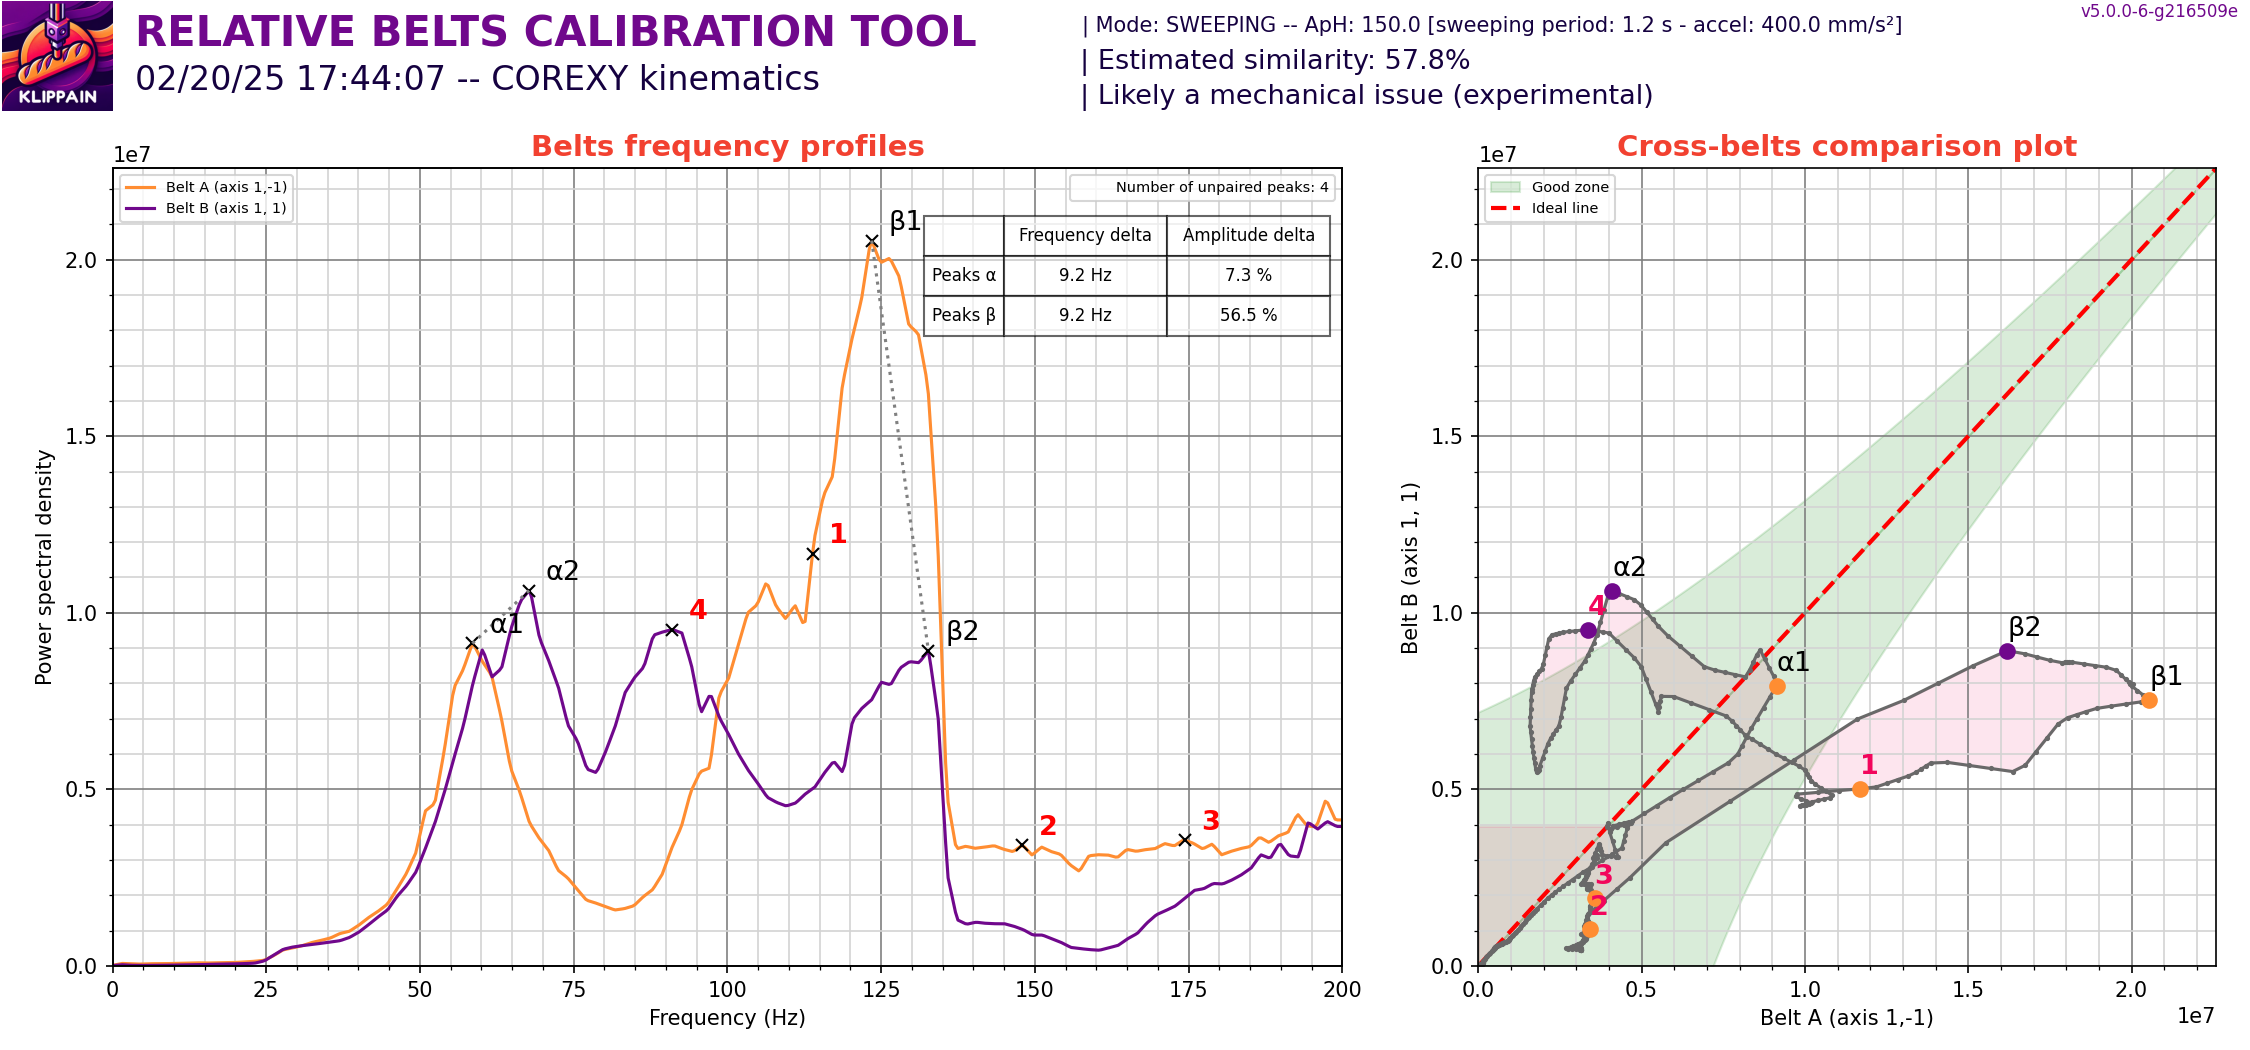 KLIPPAIN
RELATIVE BELTS CALIBRATION TOOL
02/20/25 17:44:07 -- COREXY kinematics
| Mode: SWEEPING -- ApH: 150.0 [sweeping period: 1.2 s - accel: 400.0 mm/s²]
| Estimated similarity: 57.8%
| Likely a mechanical issue (experimental)
v5.0.0-6-g216509e
Belts frequency profiles
1e7
Belt A (axis 1,-1)
Belt B (axis 1, 1)
Number of unpaired peaks: 4
Frequency delta Amplitude delta
Peaks α 9.2 Hz 7.3 %
Peaks β 9.2 Hz 56.5 %
β1
1
α2
4
α1
β2
2
3
2.0
1.5
1.0
0.5
0.0
Power spectral density
0 25 50 75 100 125 150 175 200
Frequency (Hz)
Cross-belts comparison plot
1e7
Good zone
Ideal line
α2
4
β2
α1
β1
1
3
2
2.0
1.5
1.0
0.5
0.0
Belt B (axis 1, 1)
0.0 0.5 1.0 1.5 2.0
Belt A (axis 1,-1)
1e7